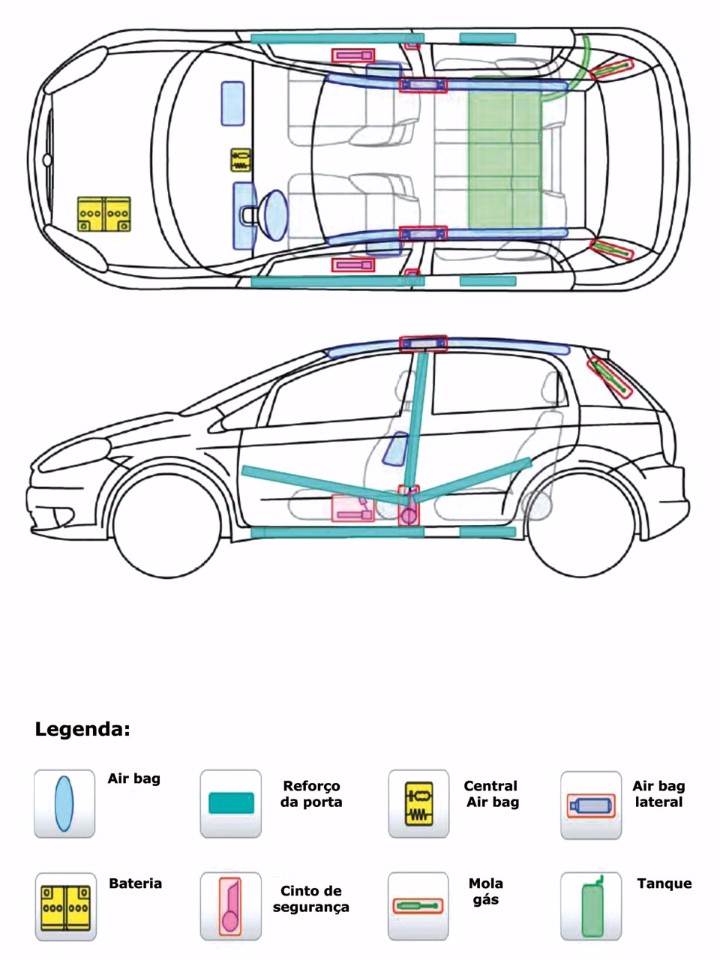 Legenda:
Air bag
Reforço
da porta
Central
Air bag
Air bag
lateral
Bateria
Cinto de
segurança
Mola
gás
Tanque